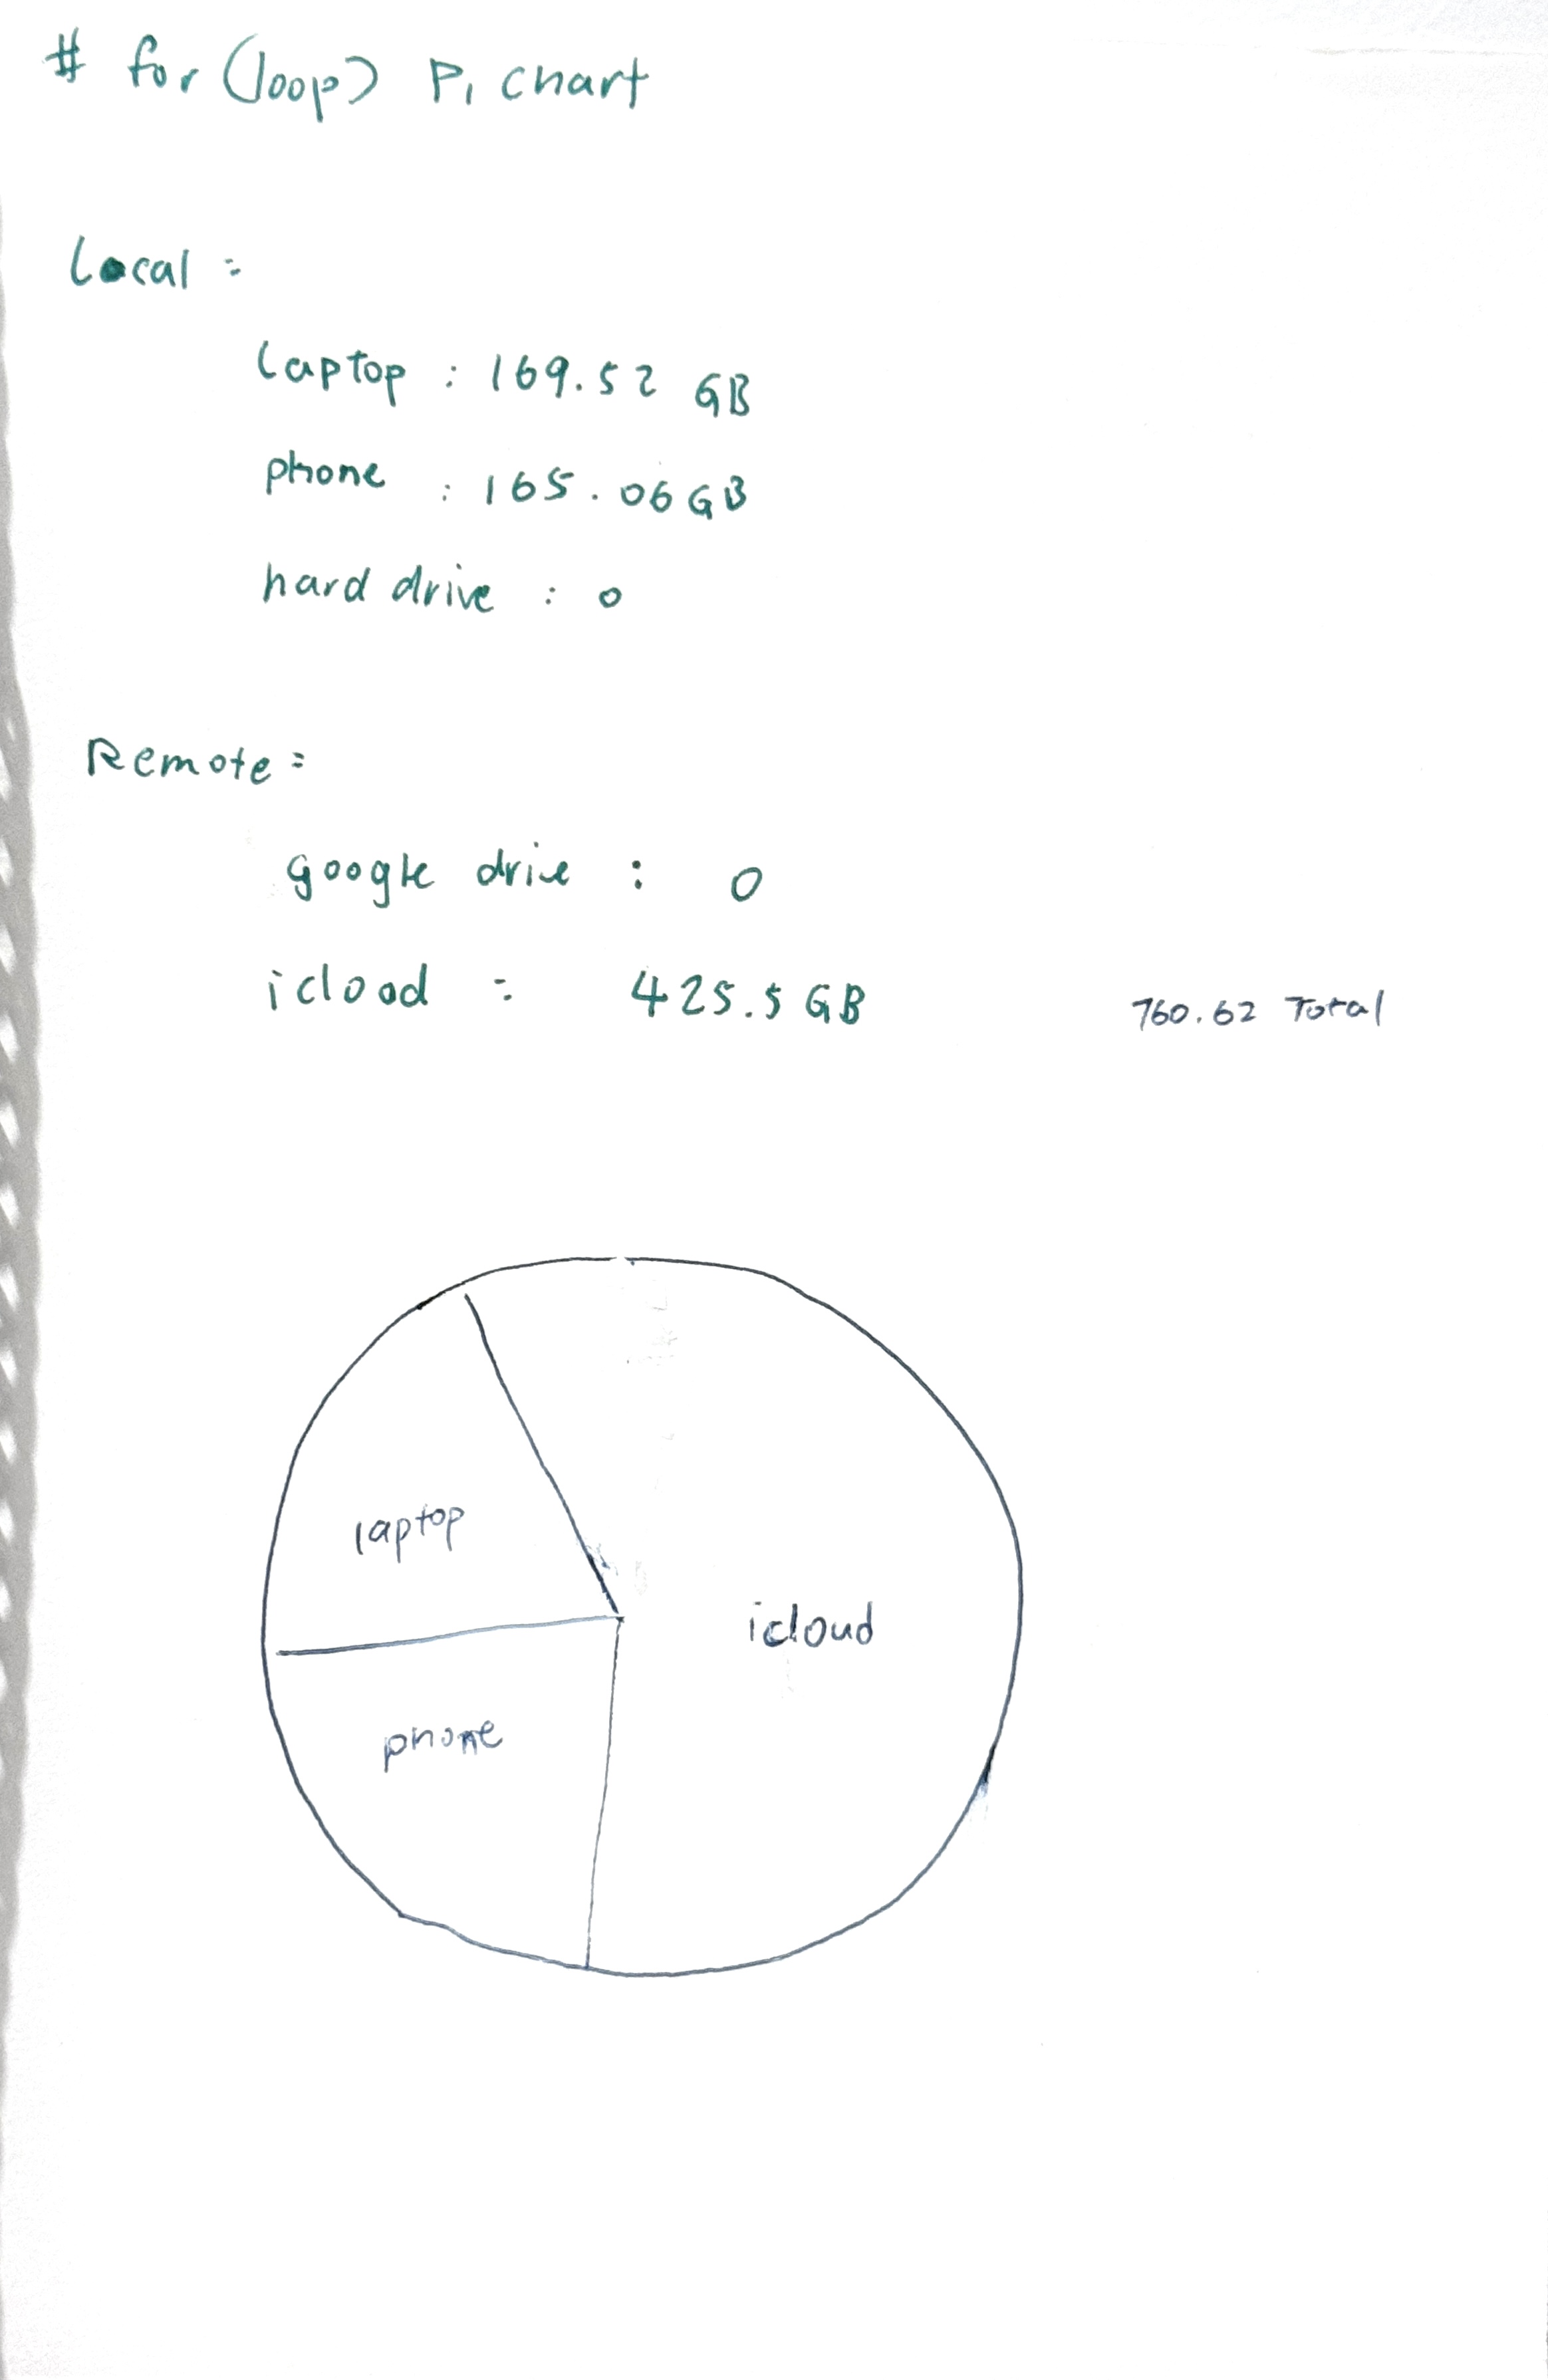 # for (loop) Pi chart
Local :
laptop : 169.52 GB
phone : 165.06 GB
hard drive : 0
Remote :
google drive : 0
icload : 425.5 GB
760.62 Total
laptop
icloud
phone